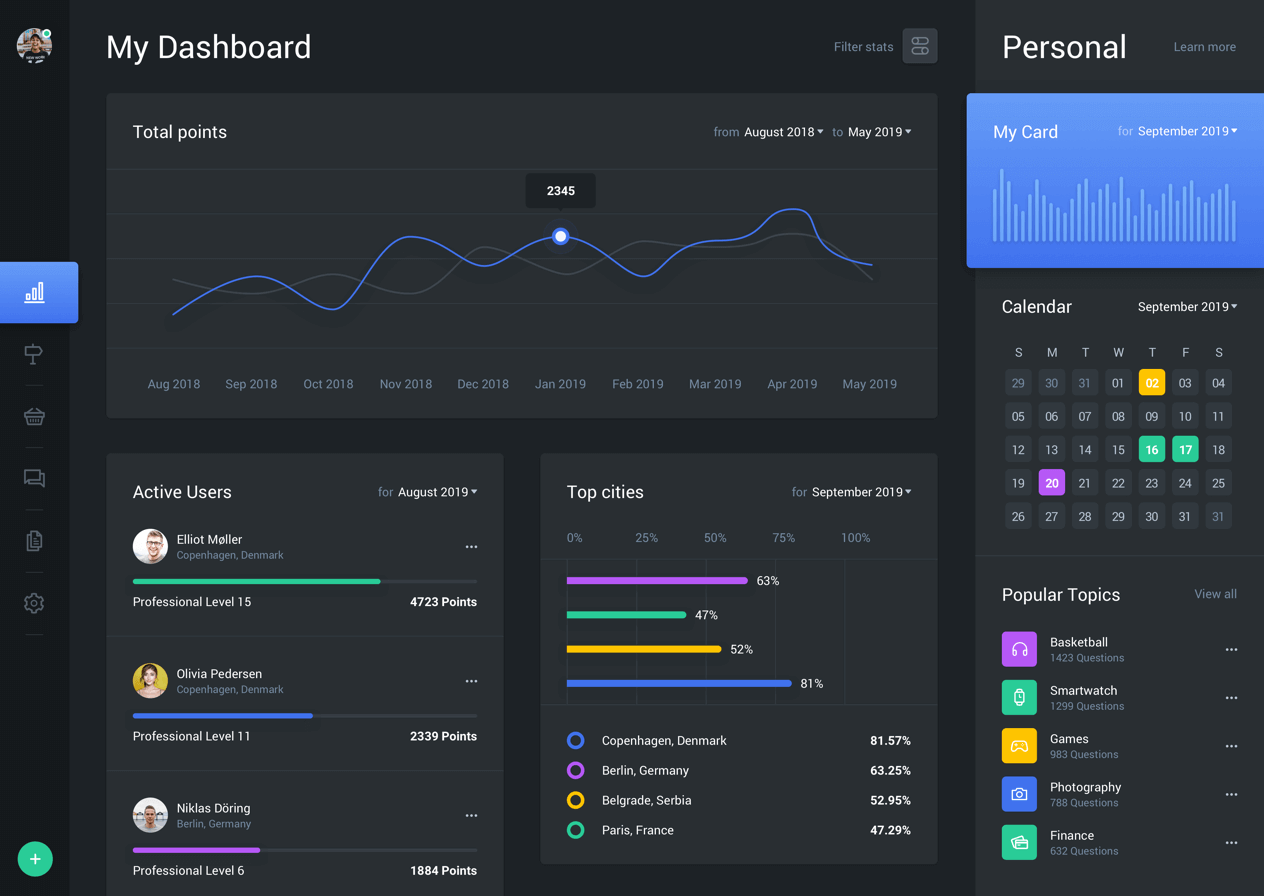 My Dashboard
Filter stats
Total points
from August 2018 to May 2019
2345
Aug 2018 Sep 2018 Oct 2018 Nov 2018 Dec 2018 Jan 2019 Feb 2019 Mar 2019 Apr 2019 May 2019
Active Users
for August 2019
Elliot Møller
Copenhagen, Denmark
Professional Level 15
4723 Points
Olivia Pedersen
Copenhagen, Denmark
Professional Level 11
2339 Points
Niklas Döring
Berlin, Germany
Professional Level 6
1884 Points
Top cities
for September 2019
0% 25% 50% 75% 100%
63%
47%
52%
81%
Copenhagen, Denmark 81.57%
Berlin, Germany 63.25%
Belgrade, Serbia 52.95%
Paris, France 47.29%
Personal
Learn more
My Card
for September 2019
Calendar
September 2019
S M T W T F S
29 30 31 01 02 03 04
05 06 07 08 09 10 11
12 13 14 15 16 17 18
19 20 21 22 23 24 25
26 27 28 29 30 31 31
Popular Topics
View all
Basketball
1423 Questions
Smartwatch
1299 Questions
Games
983 Questions
Photography
788 Questions
Finance
632 Questions